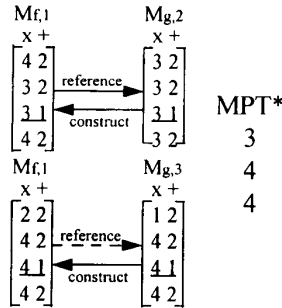 Mf,1 Mg,2
x + x +
4 2 3 2
3 2 reference 3 2
3 1 3 1
4 2 construct 3 2
Mf,1 Mg,3
x + x +
2 2 1 2
4 2 reference 4 2
4 1 4 1
4 2 construct 4 2
MPT*
3
4
4